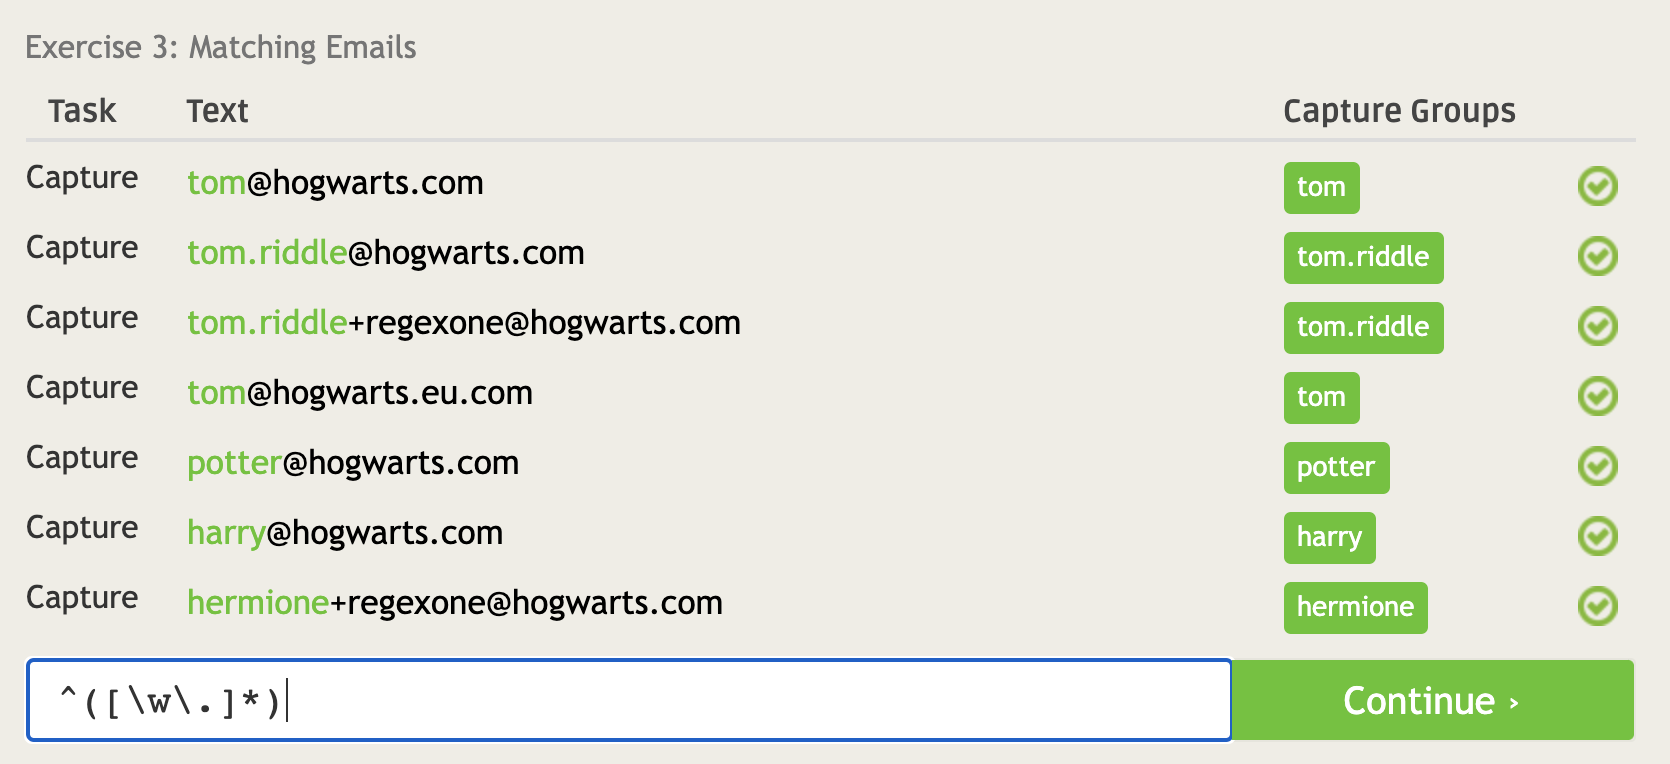 Exercise 3: Matching Emails
Task Text Capture Groups
Capture tom@hogwarts.com tom
Capture tom.riddle@hogwarts.com tom.riddle
Capture tom.riddle+regexone@hogwarts.com tom.riddle
Capture tom@hogwarts.eu.com tom
Capture potter@hogwarts.com potter
Capture harry@hogwarts.com harry
Capture hermione+regexone@hogwarts.com hermione
^([\w\.]*) Continue ›